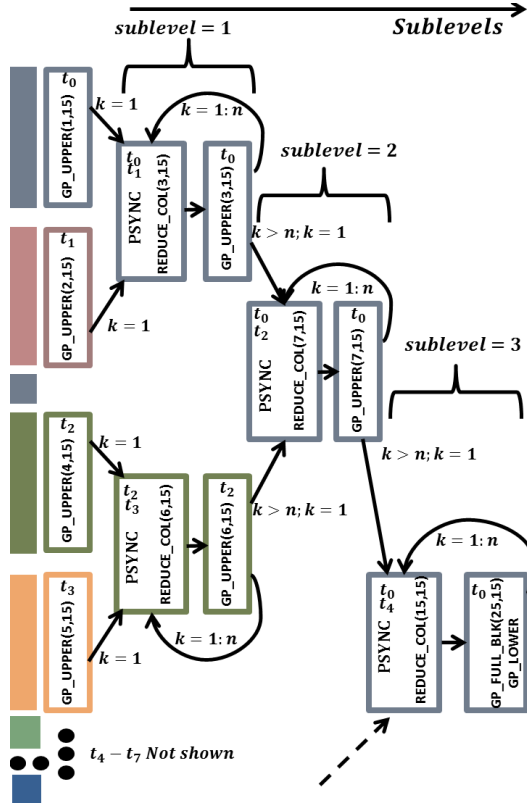 sublevel = 1
Sublevels
t0
GP_UPPER(1,15)
k = 1
k = 1: n
t0
t1
PSYNC
REDUCE_COL(3,15)
t0
GP_UPPER(3,15)
sublevel = 2
t1
GP_UPPER(2,15)
k = 1
k > n; k = 1
k = 1: n
t0
t2
PSYNC
REDUCE_COL(7,15)
t0
GP_UPPER(7,15)
sublevel = 3
t2
GP_UPPER(4,15)
k = 1
k > n; k = 1
t2
t3
PSYNC
REDUCE_COL(6,15)
t2
GP_UPPER(6,15)
k > n; k = 1
t3
GP_UPPER(5,15)
k = 1
k = 1: n
k = 1: n
t0
t4
PSYNC
REDUCE_COL(15,15)
t0
GP_FULL_BLK(25,15)
GP_LOWER
t4 − t7 Not shown